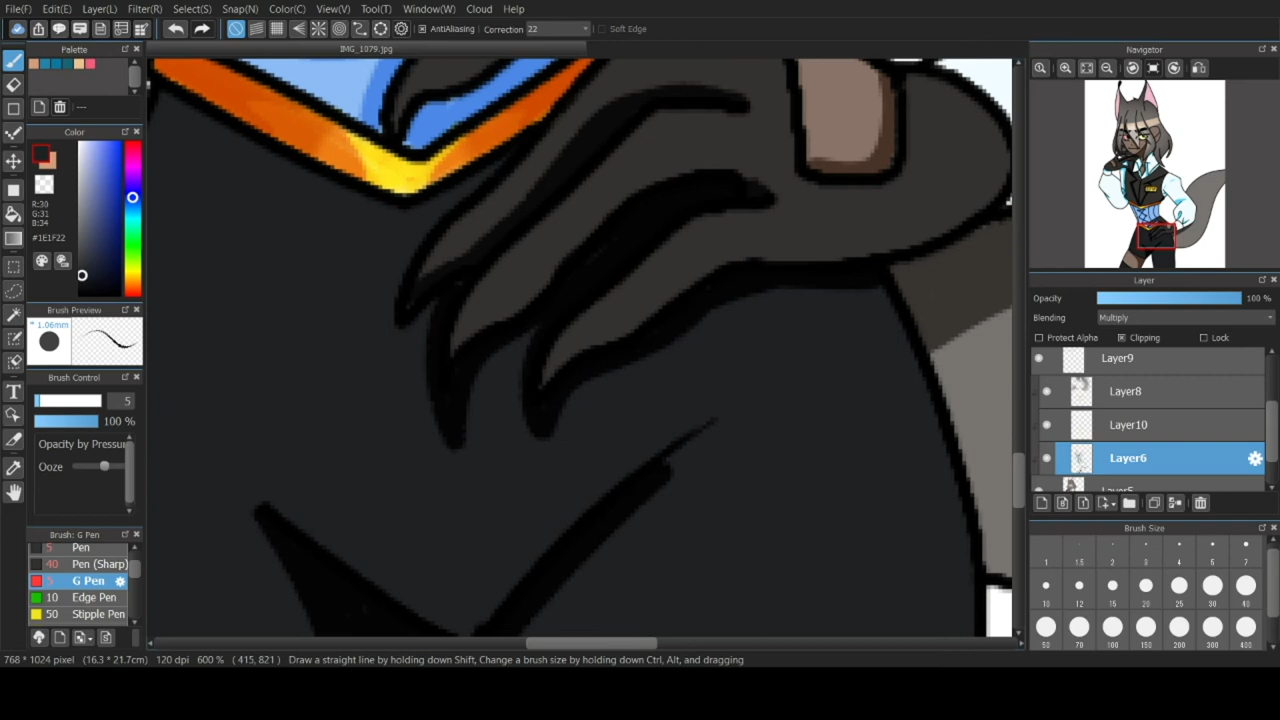 File(F) Edit(E) Layer(L) Filter(R) Select(S) Snap(N) Color(C) View(V) Tool(T) Window(W) Cloud Help
AntiAliasing Correction 22 Soft Edge
Palette
IMG_1079.jpg
Navigator
---
Color
R:30
G:31
B:34
#1E1F22
Brush Preview
* 1.06mm
Brush Control
5
100 %
Opacity by Pressur
Ooze
Brush: G Pen
5 Pen
40 Pen (Sharp)
5 G Pen
10 Edge Pen
50 Stipple Pen
Layer
Opacity 100 %
Blending Multiply
Protect Alpha Clipping Lock
Layer9
Layer8
Layer10
Layer6
Layer5
Brush Size
1 1.5 2 3 4 5 7
10 12 15 20 25 30 40
50 70 100 150 200 300 400
768 * 1024 pixel (16.3 * 21.7cm) 120 dpi 600 % ( 415, 821 ) Draw a straight line by holding down Shift, Change a brush size by holding down Ctrl, Alt, and dragging